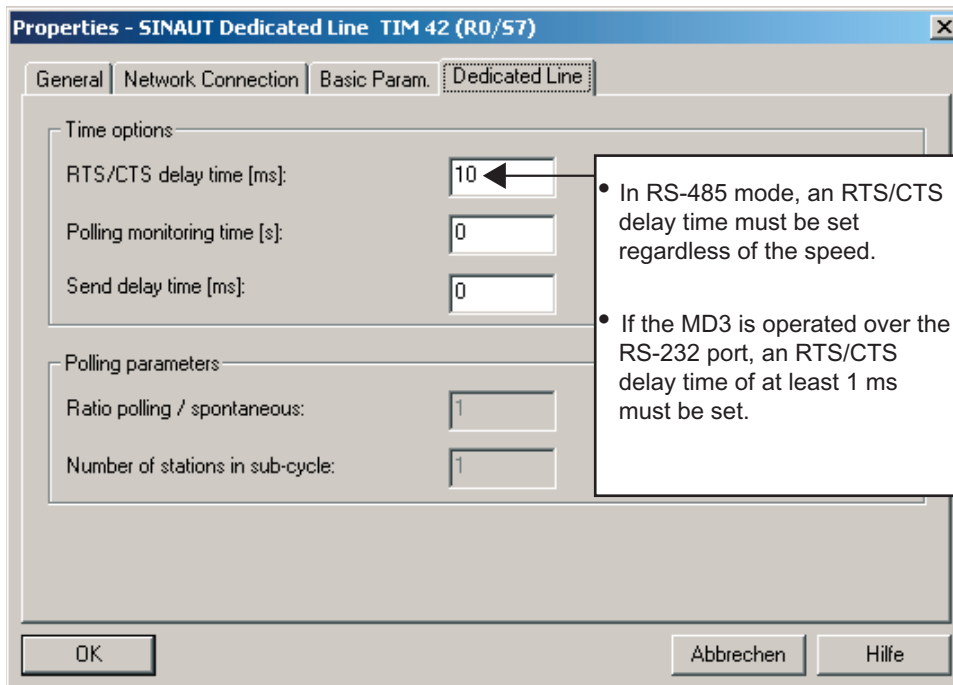 Properties - SINAUT Dedicated Line TIM 42 (R0/S7)
General
Network Connection
Basic Param.
Dedicated Line
Time options
RTS/CTS delay time [ms]:
10
Polling monitoring time [s]:
0
Send delay time [ms]:
0
• In RS-485 mode, an RTS/CTS
delay time must be set
regardless of the speed.
• If the MD3 is operated over the
RS-232 port, an RTS/CTS
delay time of at least 1 ms
must be set.
Polling parameters
Ratio polling / spontaneous:
1
Number of stations in sub-cycle:
1
OK
Abbrechen
Hilfe